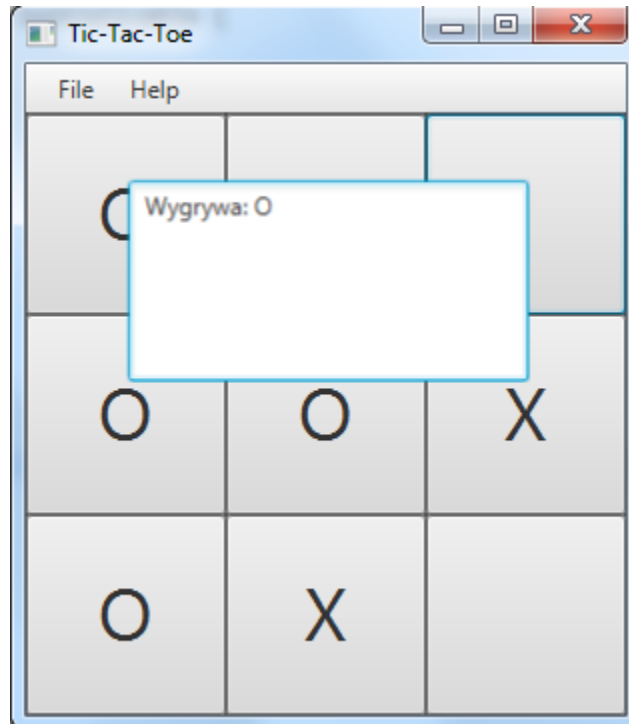 Tic-Tac-Toe
File Help
O
Wygrywa: O
O O X
O X